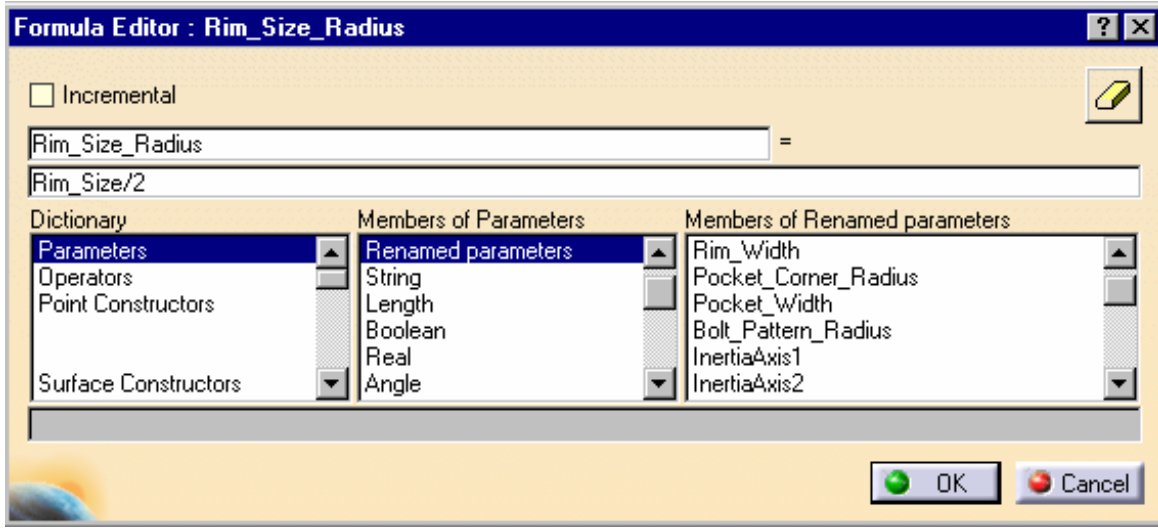 Formula Editor : Rim_Size_Radius
Incremental
Rim_Size_Radius =
Rim_Size/2
Dictionary Members of Parameters Members of Renamed parameters
Parameters Renamed parameters Rim_Width
Operators String Pocket_Corner_Radius
Point Constructors Length Pocket_Width
Boolean Bolt_Pattern_Radius
Real InertiaAxis1
Surface Constructors Angle InertiaAxis2
OK Cancel